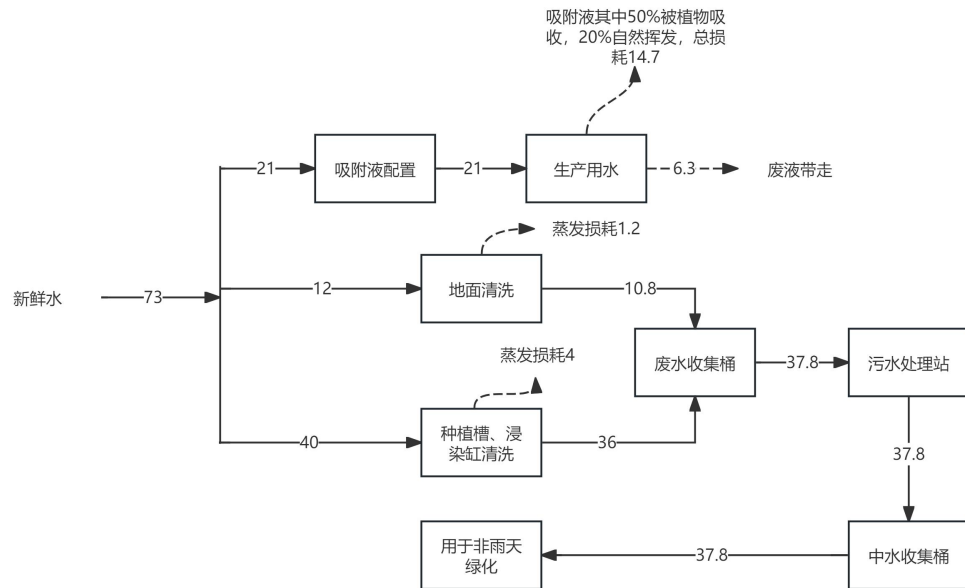 吸附液其中50%被植物吸
收，20%自然挥发，总损
耗14.7
21
吸附液配置
21
生产用水
6.3
废液带走
蒸发损耗1.2
新鲜水
73
12
地面清洗
10.8
蒸发损耗4
废水收集桶
37.8
污水处理站
40
种植槽、浸
染缸清洗
36
37.8
用于非雨天
绿化
37.8
中水收集桶